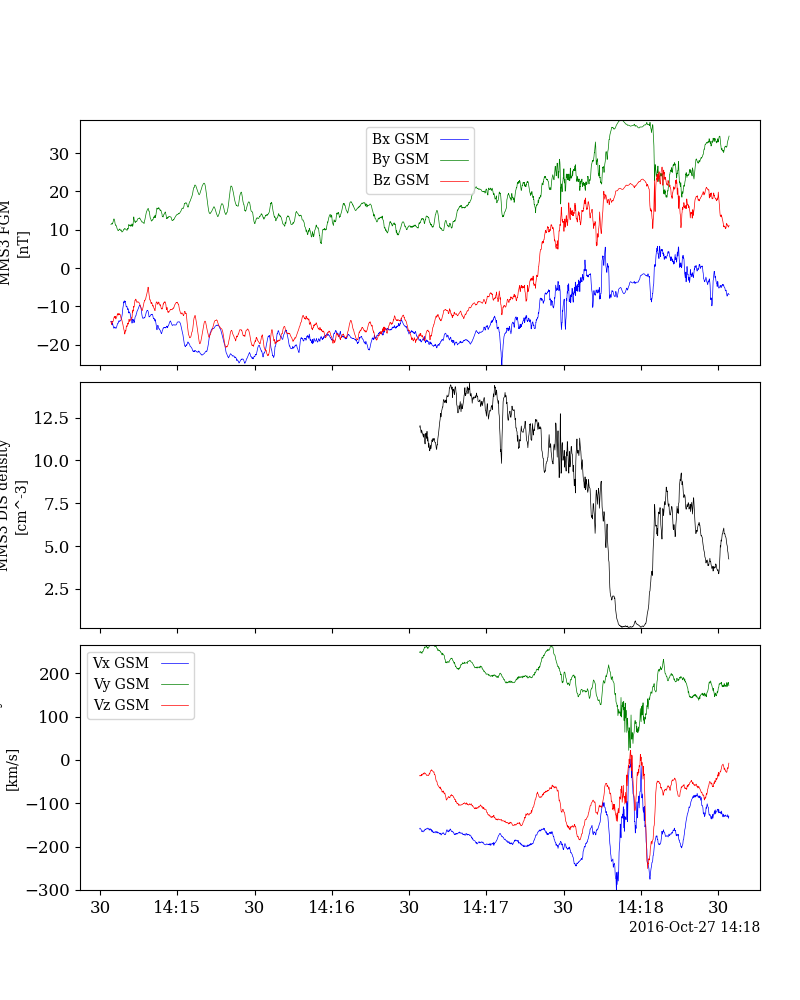 MMS3 FGM
[nT]
30
20
10
0
−10
−20
Bx GSM
By GSM
Bz GSM
MMS3 DIS density
[cm^-3]
12.5
10.0
7.5
5.0
2.5
[km/s]
200
100
0
−100
−200
−300
Vx GSM
Vy GSM
Vz GSM
30 14:15 30 14:16 30 14:17 30 14:18 30
2016-Oct-27 14:18